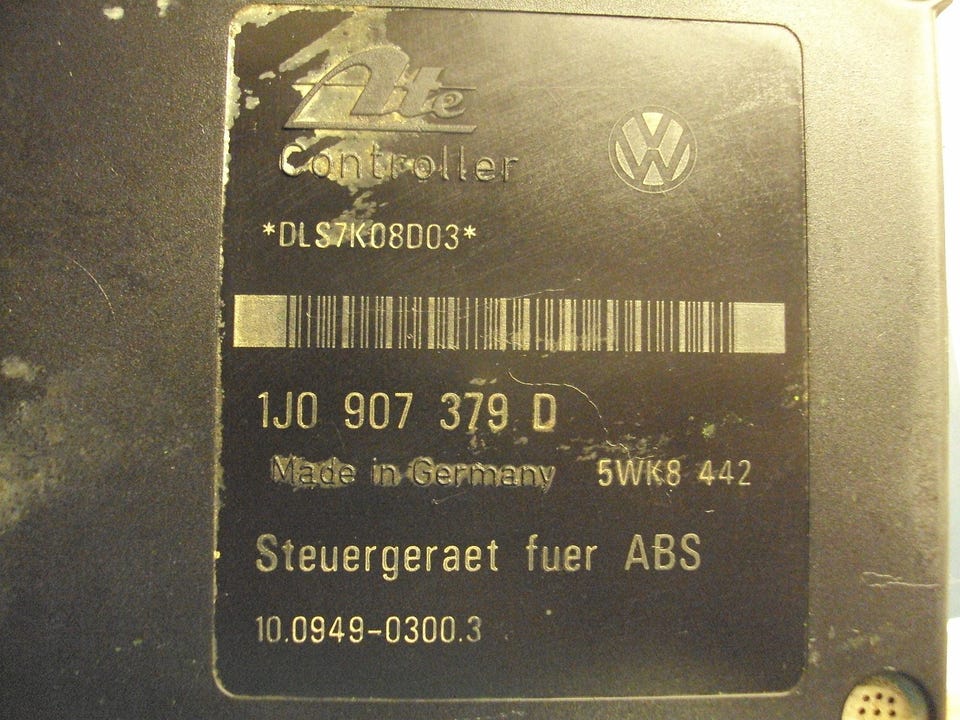 Ate
Controller
*DLS7K08D03*
1J0 907 379 D
Made in Germany 5WK8 442
Steuergeraet fuer ABS
10.0949-0300.3